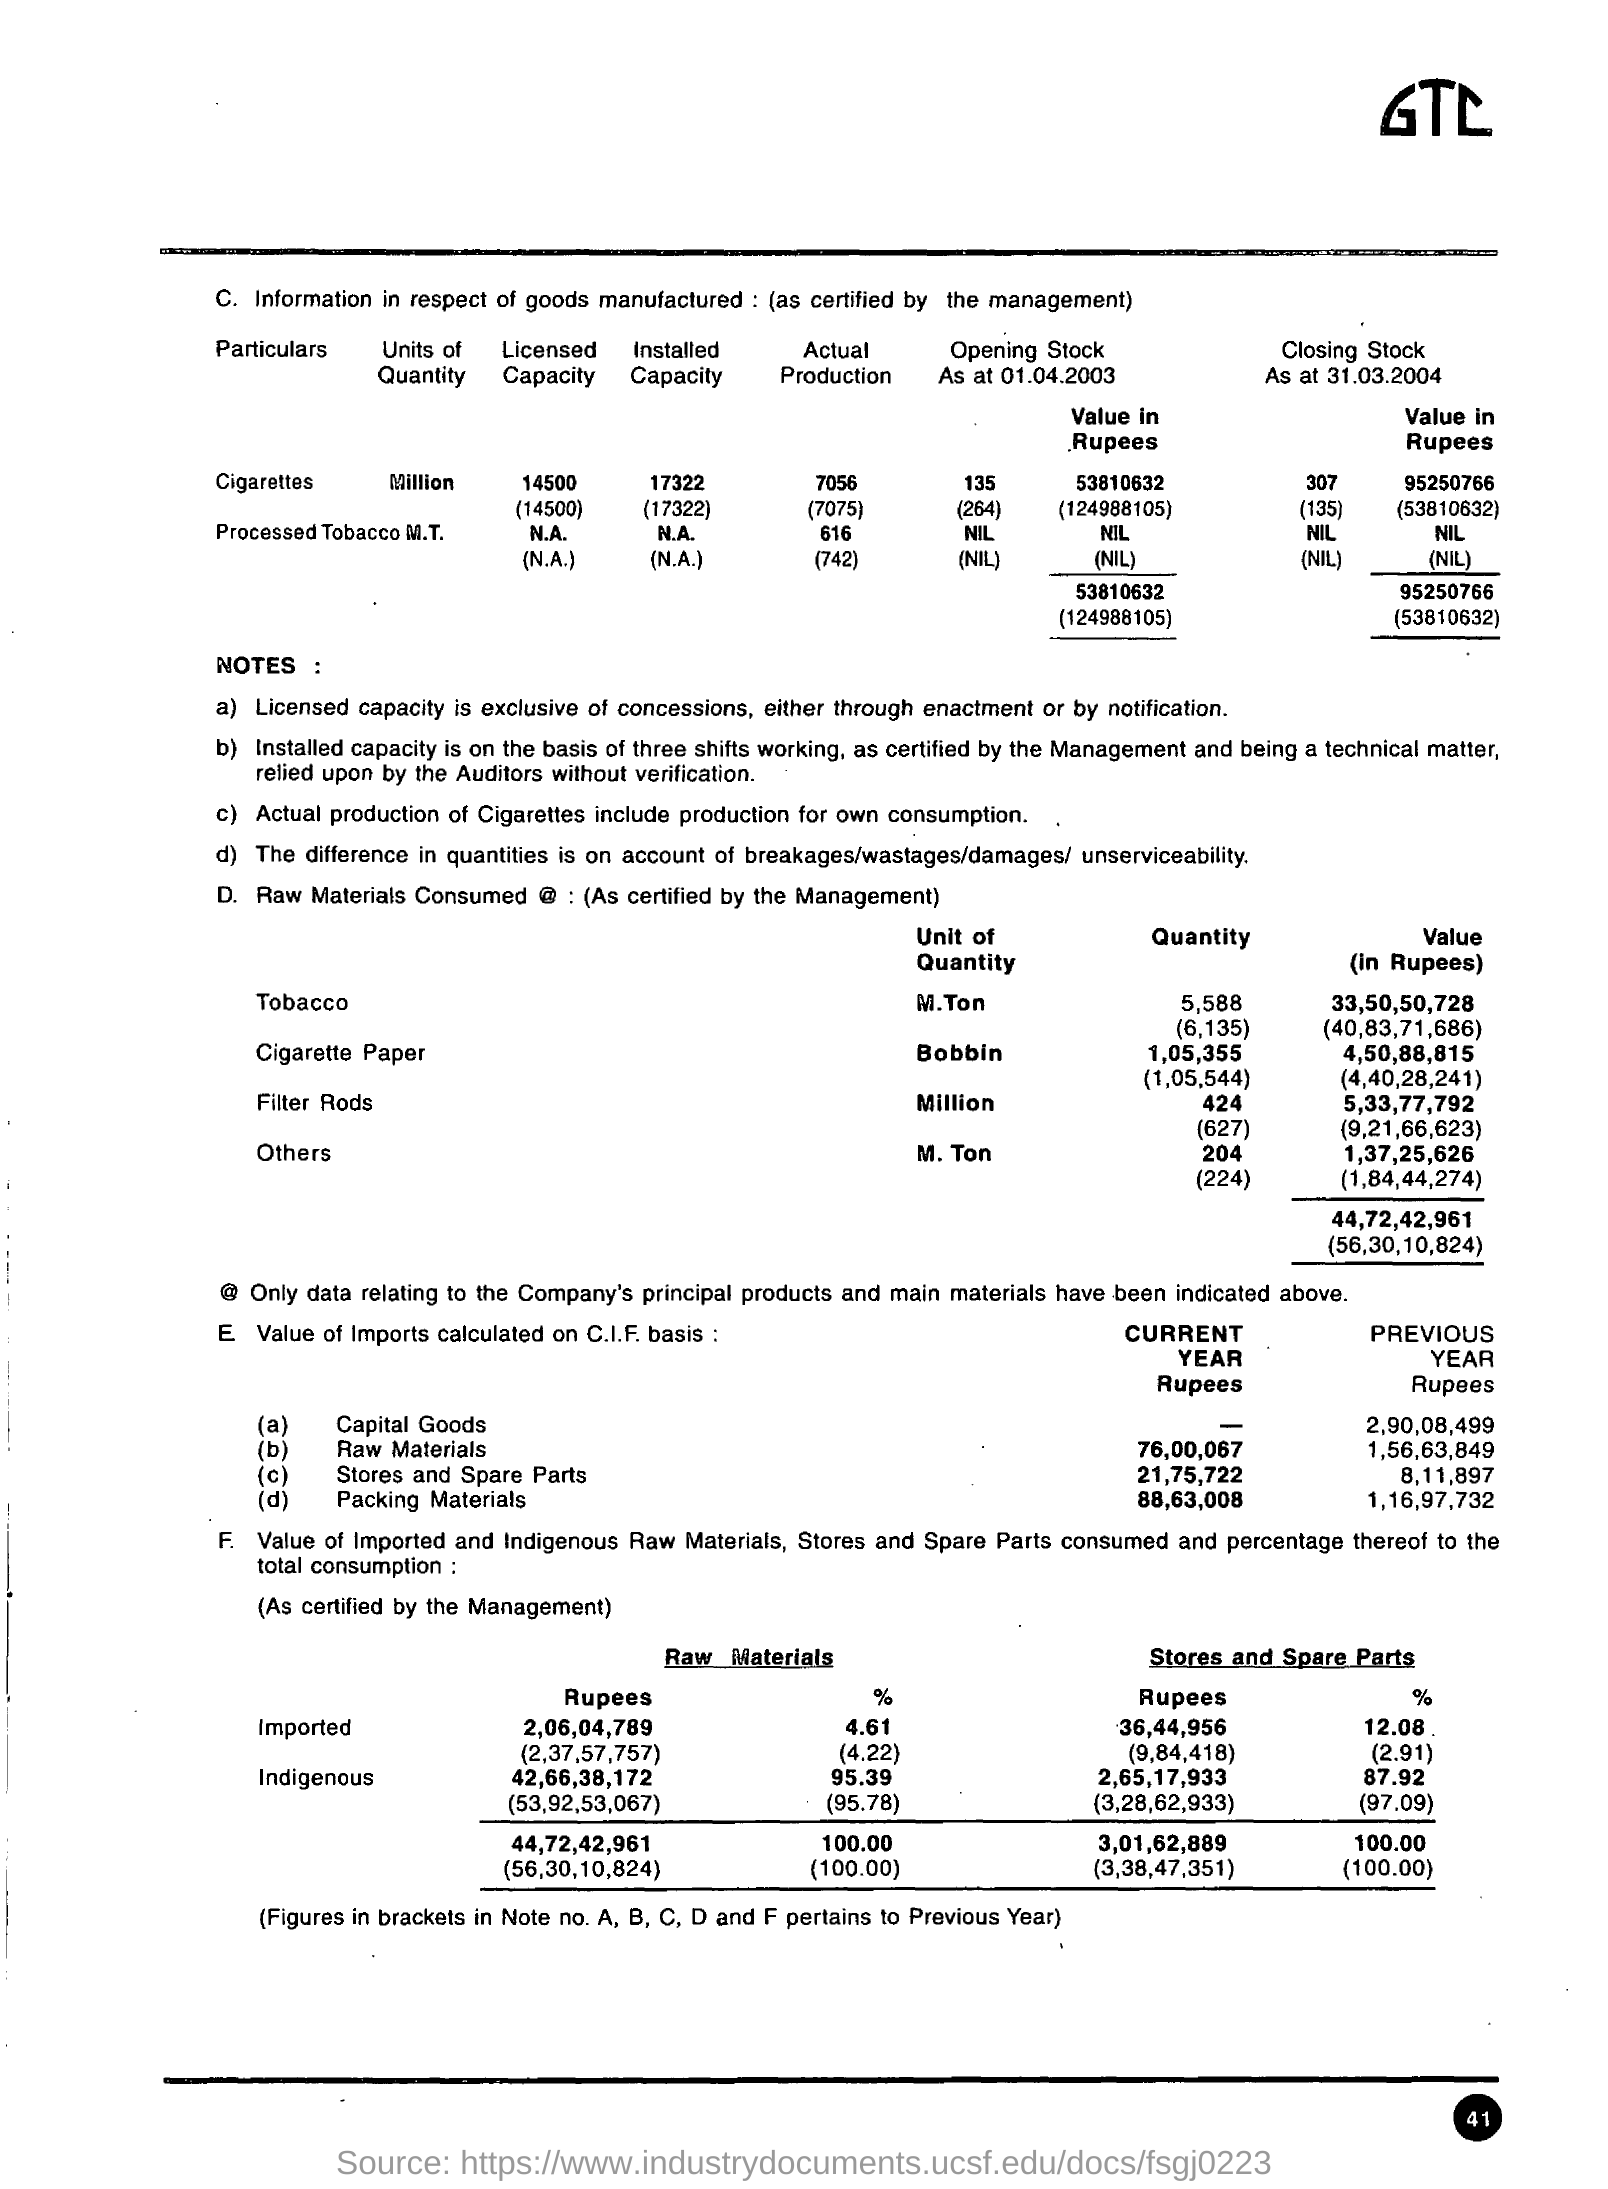 GTC
C. Information in respect of goods manufactured : (as certified by the management)
Particulars Units of Licensed Installed Actual Opening Stock Closing Stock
Quantity Capacity Capacity Production As at 01.04.2003 As at 31.03.2004
Value in Value in
Rupees Rupees
Cigarettes Million 14500 17322 7056 135 53810632 307 95250766
(14500) (17322) (7075) (264) (124988105) (135) (53810632)
Processed Tobacco M.T. N.A. N.A. 616 NIL NIL NIL NIL
(N.A.) (N.A.) (742) (NIL) (NIL) (NIL) (NIL)
53810632 95250766
(124988105) (53810632)
NOTES :
a) Licensed capacity is exclusive of concessions, either through enactment or by notification.
b) Installed capacity is on the basis of three shifts working, as certified by the Management and being a technical matter,
relied upon by the Auditors without verification.
c) Actual production of Cigarettes include production for own consumption.
d) The difference in quantities is on account of breakages/wastages/damages/ unserviceability.
D. Raw Materials Consumed @ : (As certified by the Management)
Unit of Quantity Value
Quantity (in Rupees)
Tobacco M.Ton 5,588 33,50,50,728
(6,135) (40,83,71,686)
Cigarette Paper Bobbin 1,05,355 4,50,88,815
(1,05,544) (4,40,28,241)
Filter Rods Million 424 5,33,77,792
(627) (9,21,66,623)
Others M. Ton 204 1,37,25,626
(224) (1,84,44,274)
44,72,42,961
(56,30,10,824)
@ Only data relating to the Company's principal products and main materials have been indicated above.
E Value of Imports calculated on C.I.F. basis : CURRENT PREVIOUS
YEAR YEAR
Rupees Rupees
(a) Capital Goods — 2,90,08,499
(b) Raw Materials 76,00,067 1,56,63,849
(c) Stores and Spare Parts 21,75,722 8,11,897
(d) Packing Materials 88,63,008 1,16,97,732
F. Value of Imported and Indigenous Raw Materials, Stores and Spare Parts consumed and percentage thereof to the
total consumption :
(As certified by the Management)
Raw Materials Stores and Spare Parts
Rupees % Rupees %
Imported 2,06,04,789 4.61 36,44,956 12.08
(2,37,57,757) (4.22) (9,84,418) (2.91)
Indigenous 42,66,38,172 95.39 2,65,17,933 87.92
(53,92,53,067) (95.78) (3,28,62,933) (97.09)
44,72,42,961 100.00 3,01,62,889 100.00
(56,30,10,824) (100.00) (3,38,47,351) (100.00)
(Figures in brackets in Note no. A, B, C, D and F pertains to Previous Year)
41
Source: https://www.industrydocuments.ucsf.edu/docs/fsgj0223